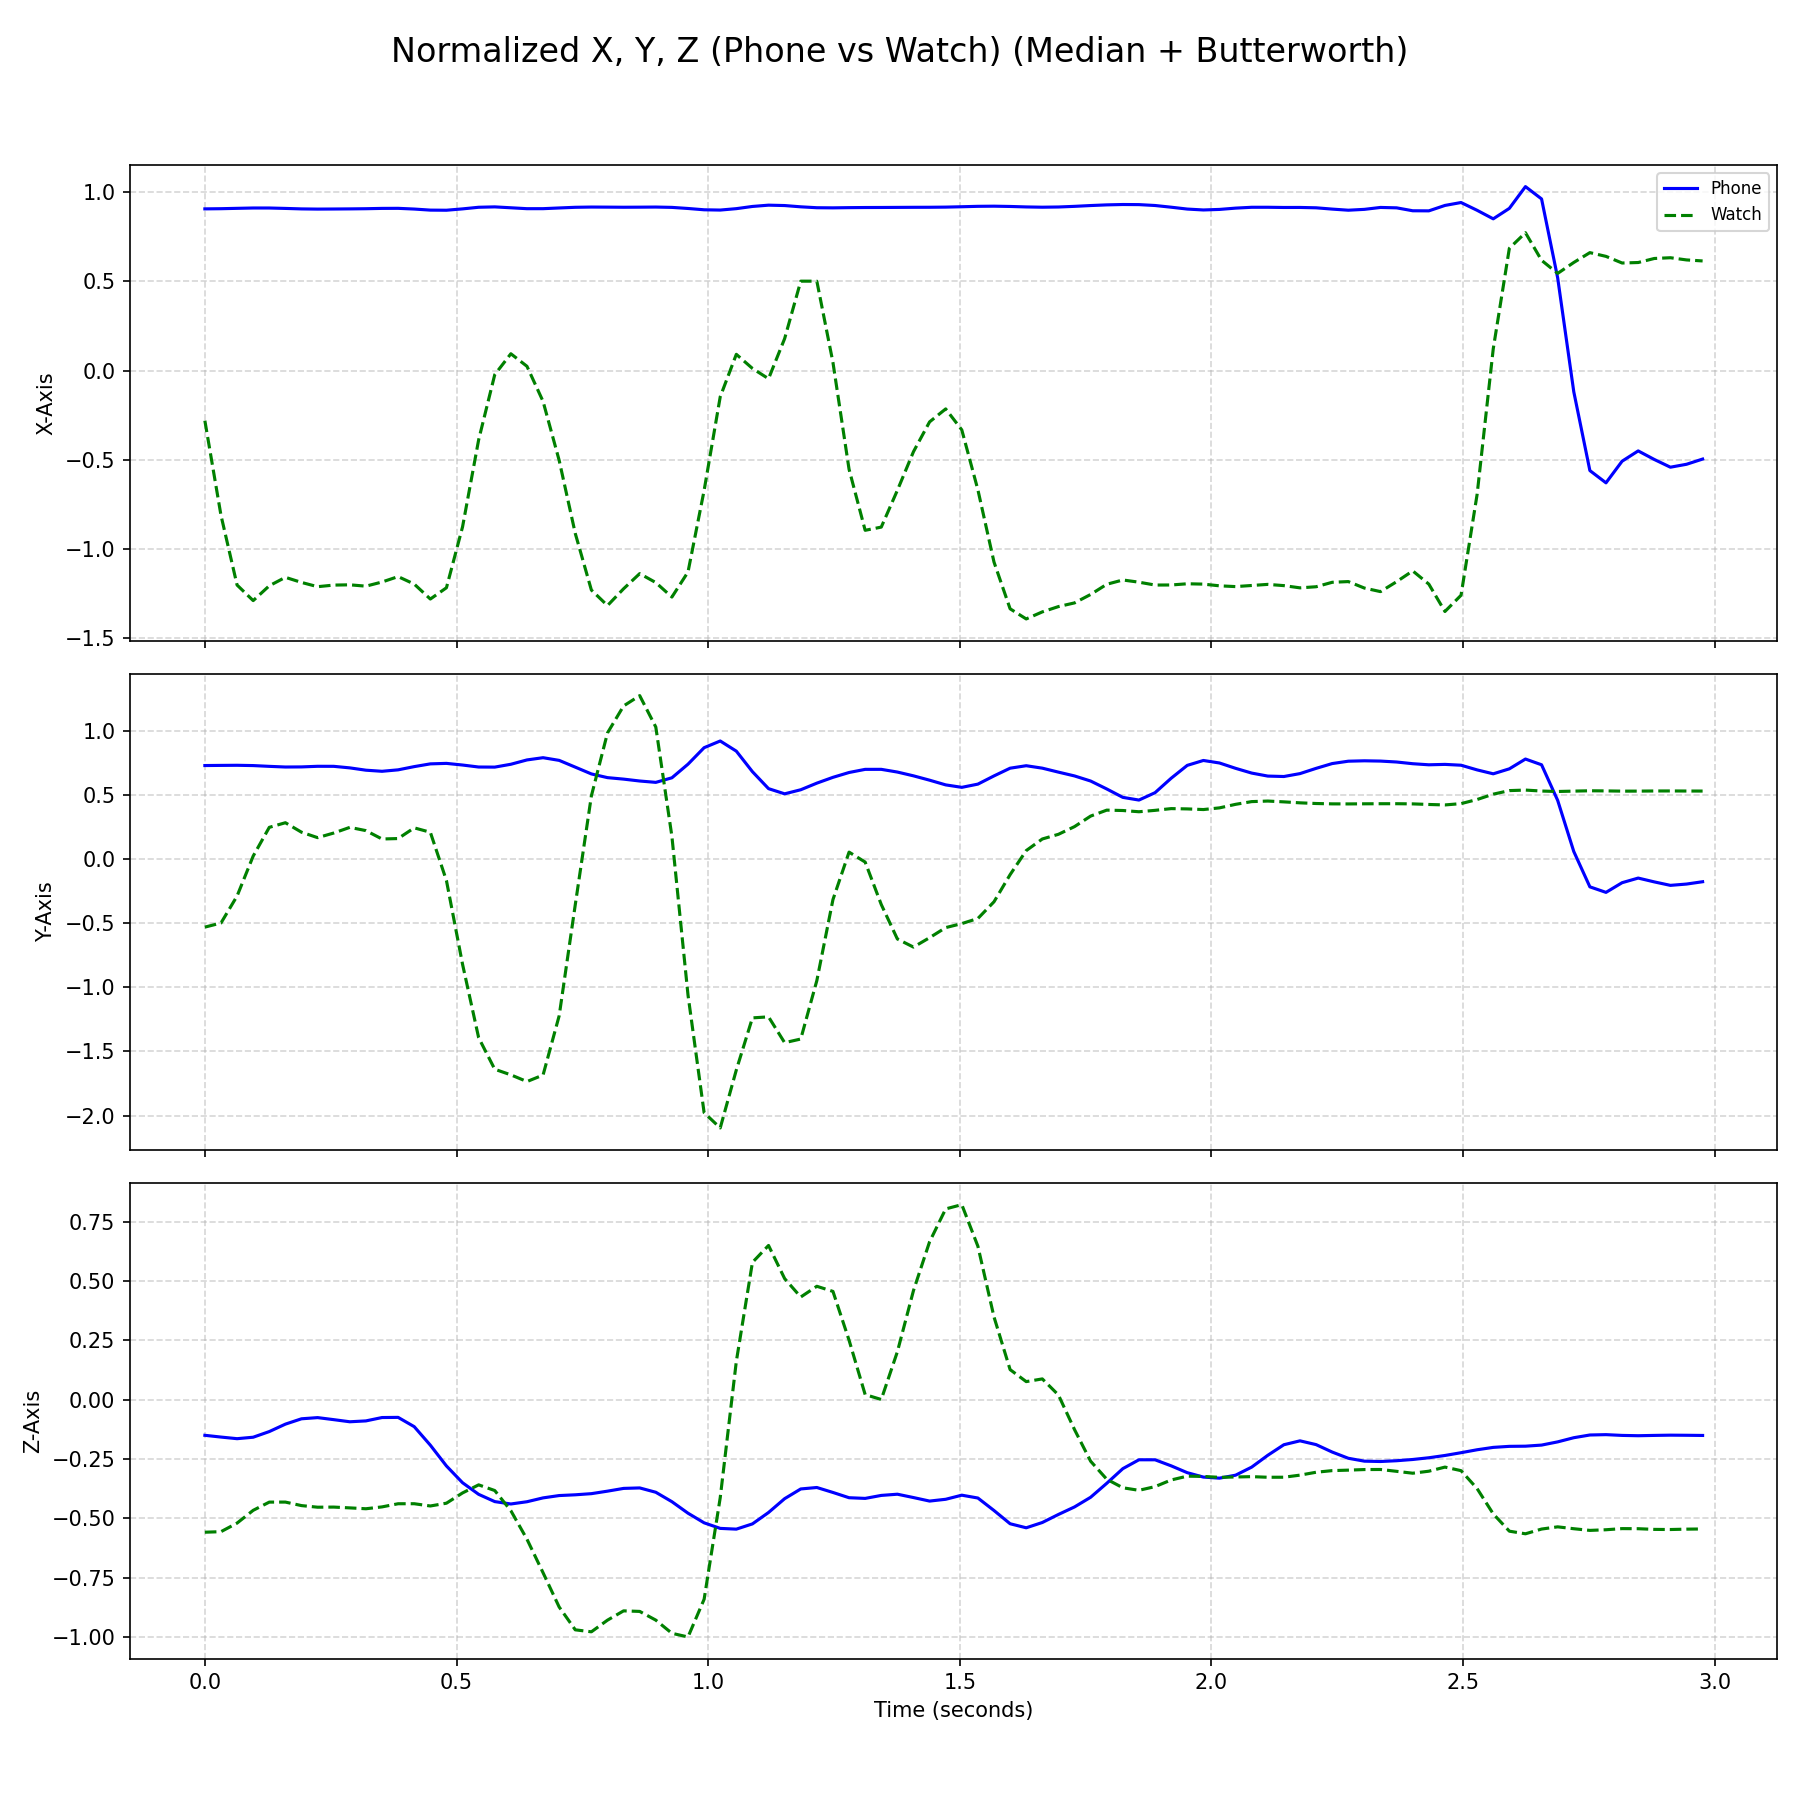 Normalized X, Y, Z (Phone vs Watch) (Median + Butterworth)
Phone
Watch
1.0
0.5
0.0
−0.5
−1.0
−1.5
X-Axis
1.0
0.5
0.0
−0.5
−1.0
−1.5
−2.0
Y-Axis
0.75
0.50
0.25
0.00
−0.25
−0.50
−0.75
−1.00
Z-Axis
0.0 0.5 1.0 1.5 2.0 2.5 3.0
Time (seconds)